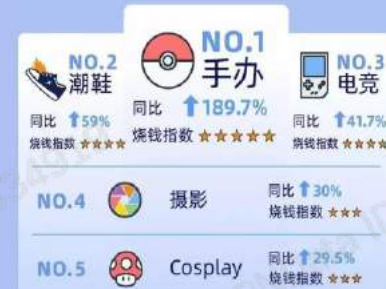 NO.1
手办
同比 ⬆189.7%
烧钱指数 ★★★★★
NO.2
潮鞋
同比 ⬆59%
烧钱指数 ★★★★
NO.3
电竞
同比 ⬆41.7%
烧钱指数 ★★★★
NO.4
摄影
同比 ⬆30%
烧钱指数 ★★★
NO.5
Cosplay
同比 ⬆29.5%
烧钱指数 ★★★